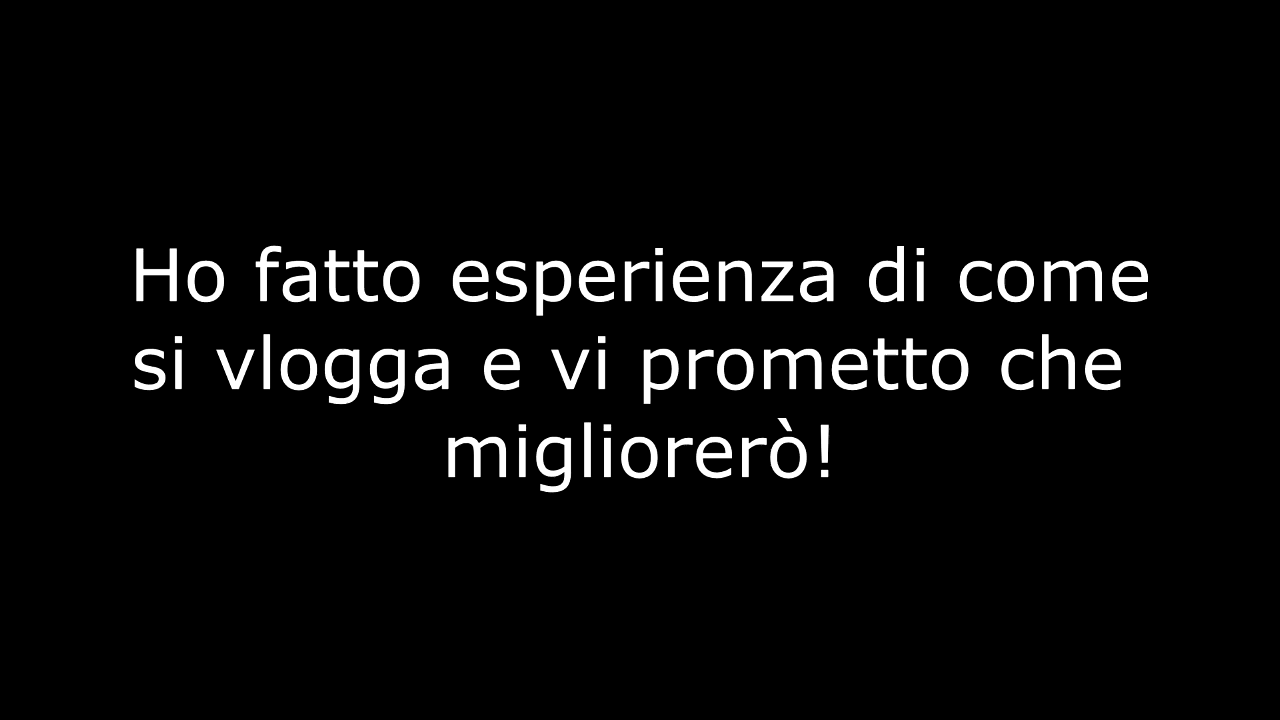 Ho fatto esperienza di come
si vlogga e vi prometto che
migliorerò!